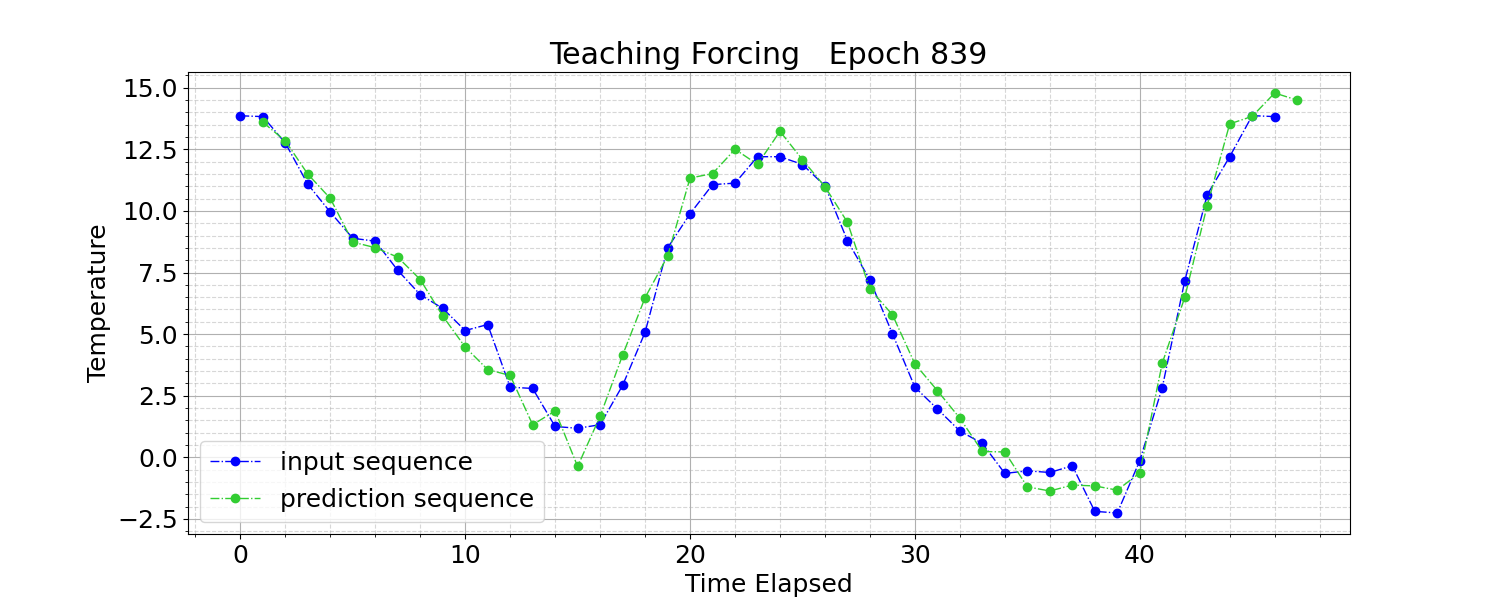 Teaching Forcing   Epoch 839
15.0
12.5
10.0
7.5
5.0
2.5
0.0
−2.5
Temperature
input sequence
prediction sequence
0 10 20 30 40
Time Elapsed